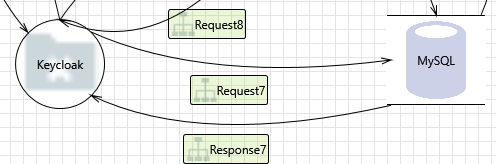 Request8
Keycloak
MySQL
Request7
Response7